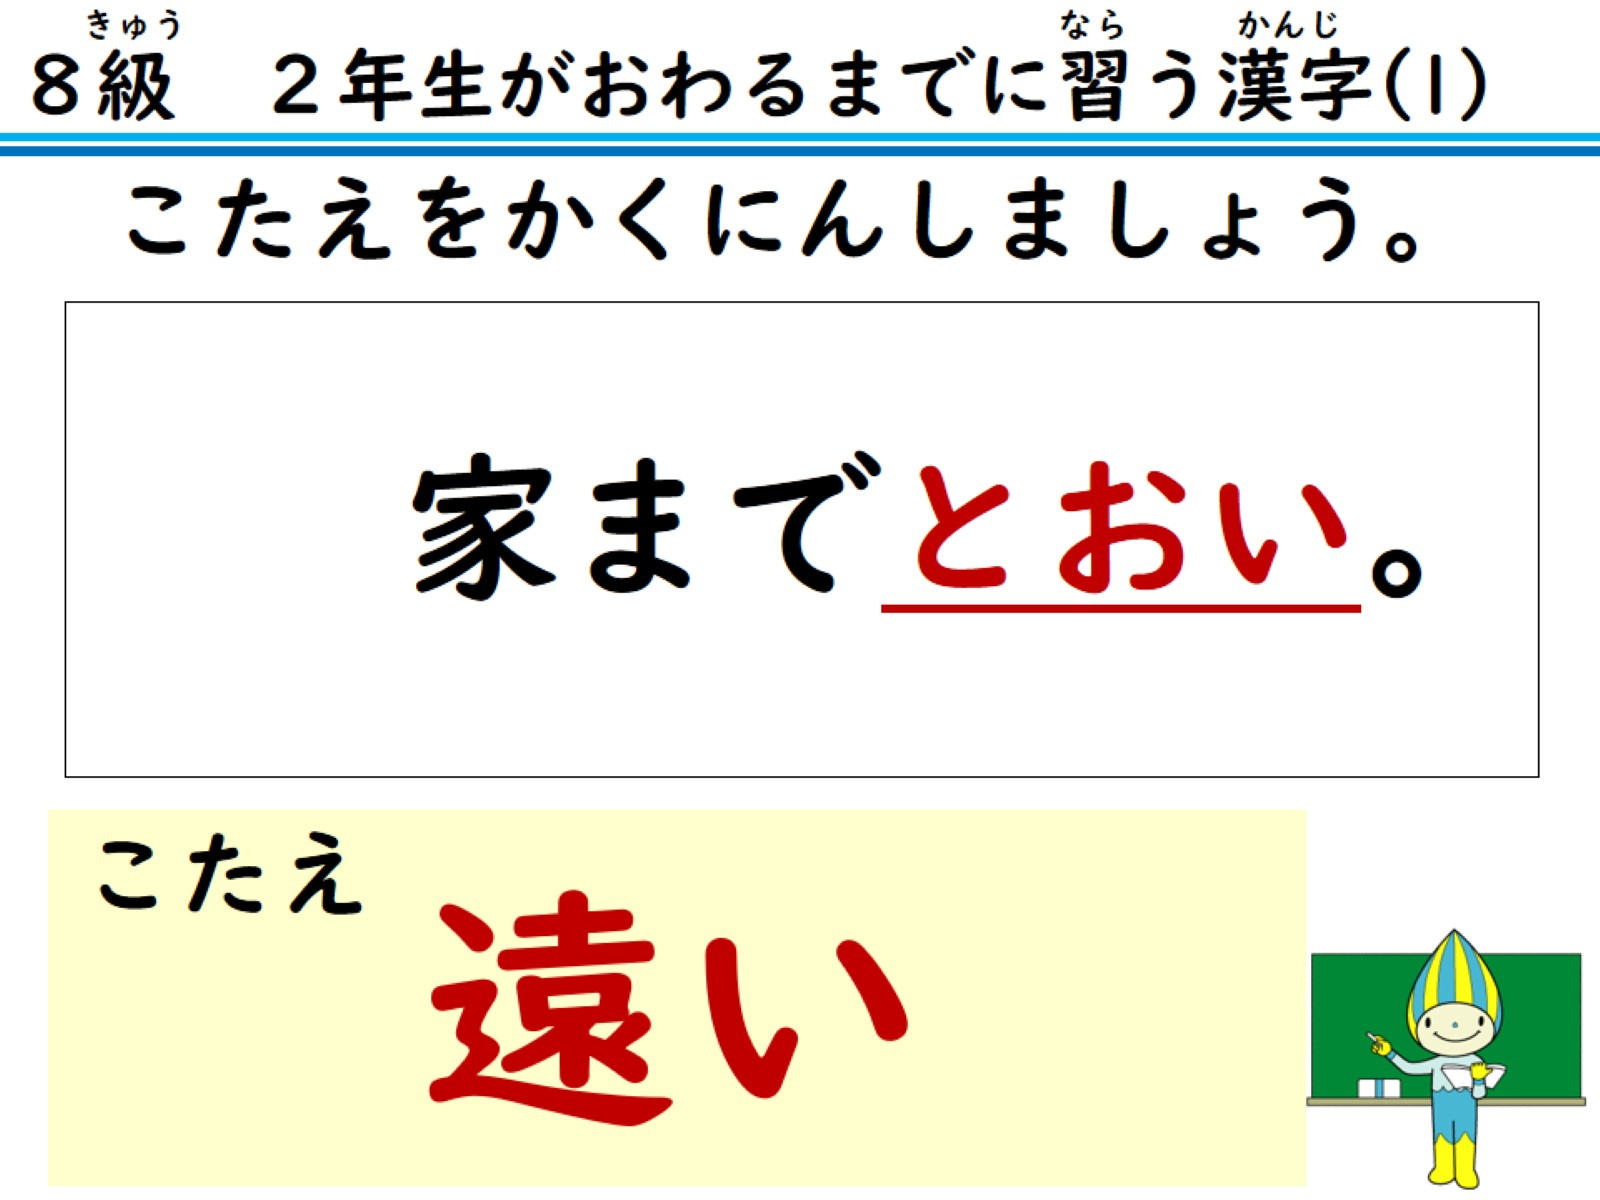 きゅう なら かんじ
8級 2年生がおわるまでに習う漢字(1)
こたえをかくにんしましょう。
家までとおい。
こたえ
遠い